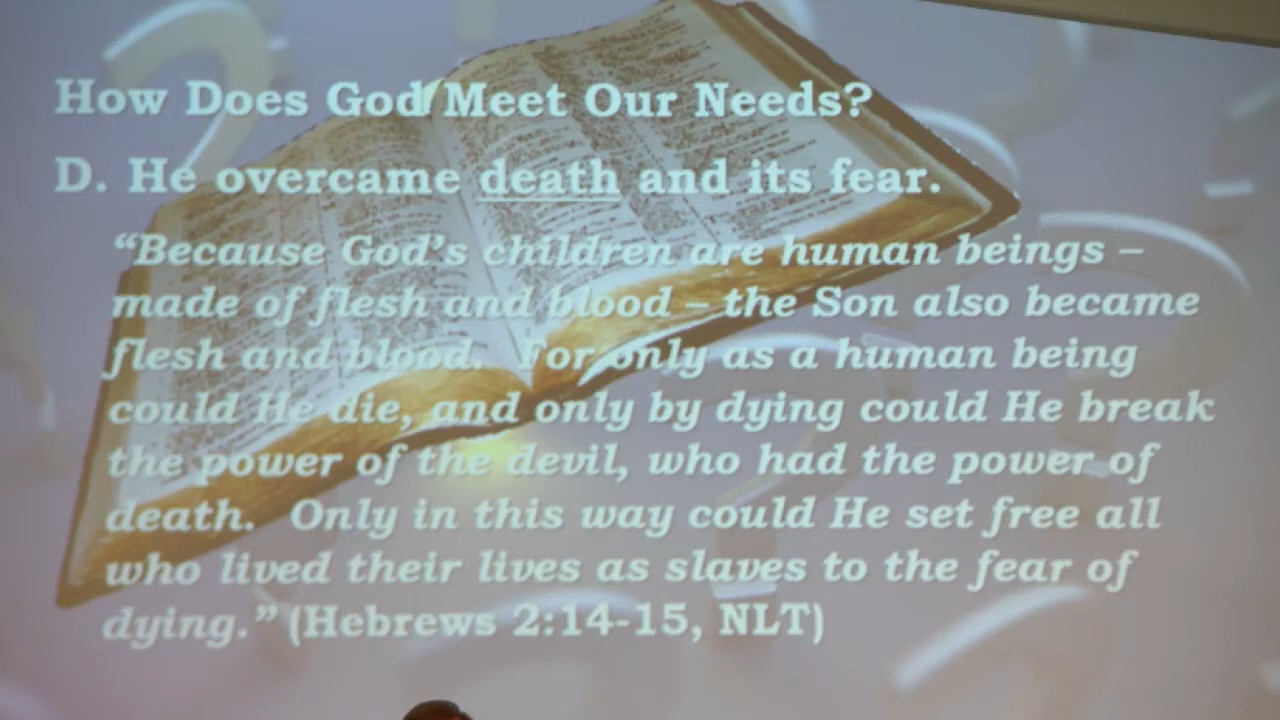 How Does God Meet Our Needs?
D. He overcame death and its fear.
“Because God’s children are human beings –
made of flesh and blood – the Son also became
flesh and blood. For only as a human being
could He die, and only by dying could He break
the power of the devil, who had the power of
death. Only in this way could He set free all
who lived their lives as slaves to the fear of
dying.” (Hebrews 2:14-15, NLT)